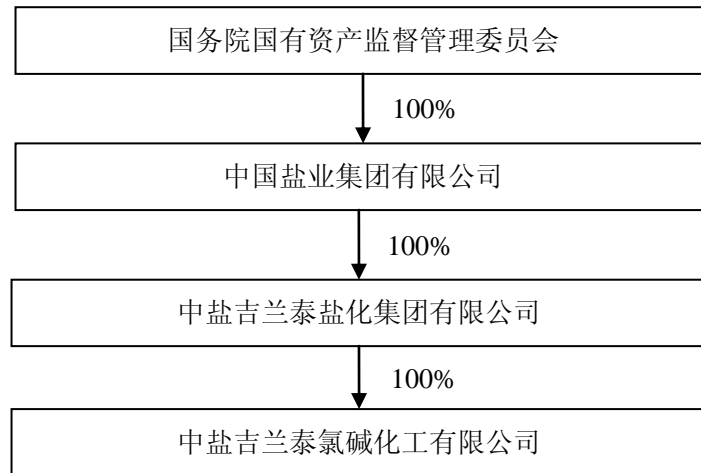 国务院国有资产监督管理委员会
100%
中国盐业集团有限公司
100%
中盐吉兰泰盐化集团有限公司
100%
中盐吉兰泰氯碱化工有限公司